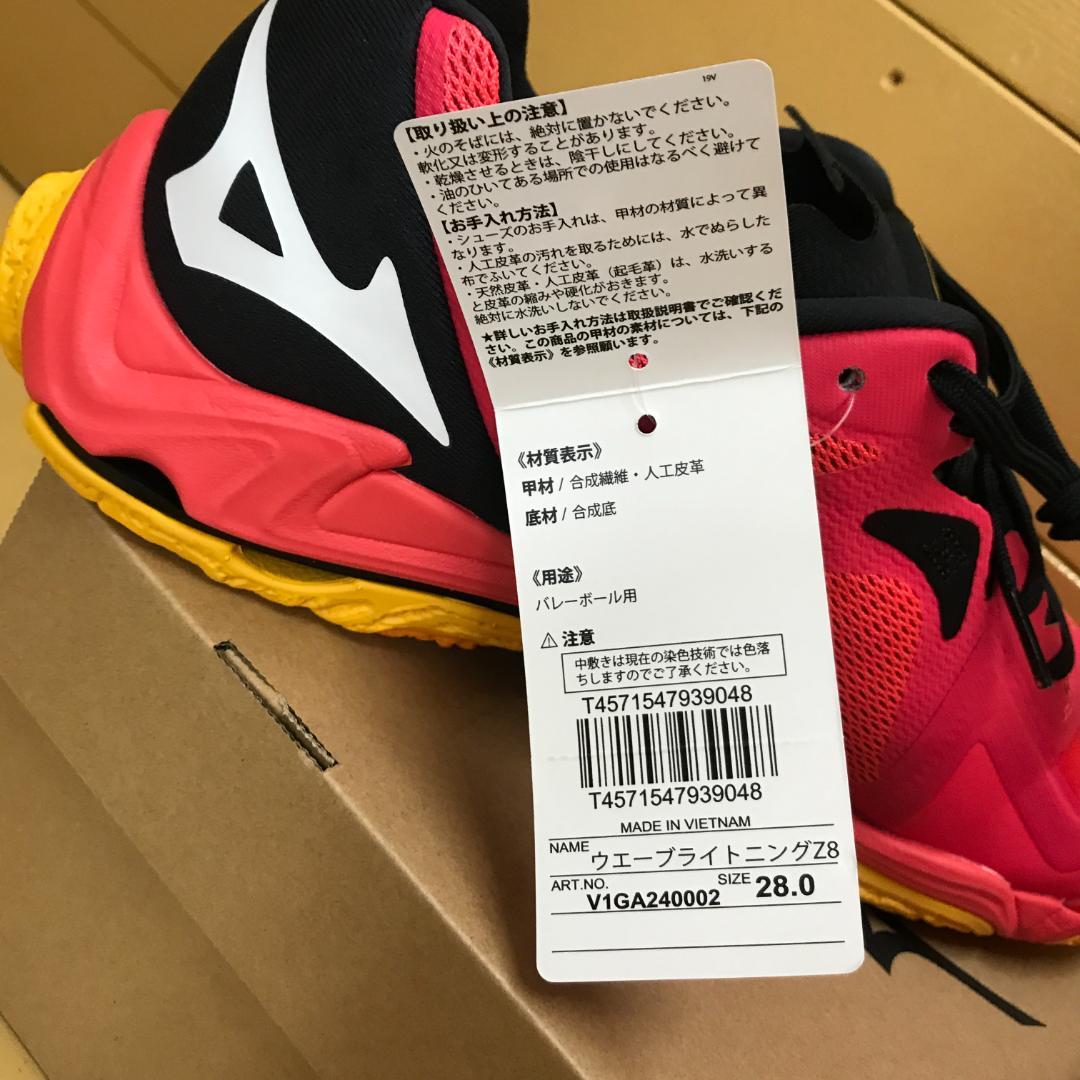 19V
【取り扱い上の注意】
・火のそばには、絶対に置かないでください。
軟化又は変形することがあります。
・乾燥させるときは、陰干しにしてください。
・油のひいてある場所での使用はなるべく避けて
ください。
【お手入れ方法】
・シューズのお手入れは、甲材の材質によって異
なります。
・人工皮革の汚れを取るためには、水でぬらした
布でふいてください。
・天然皮革・人工皮革（起毛革）は、水洗いする
と皮革の縮みや硬化がおきます。
絶対に水洗いしないでください。
★詳しいお手入れ方法は取扱説明書でご確認くだ
さい。この商品の甲材の素材については、下記の
《材質表示》を参照願います。
《材質表示》
甲材 / 合成繊維・人工皮革
底材 / 合成底
《用途》
バレーボール用
⚠ 注意
中敷きは現在の染色技術では色落
ちしますのでご了承ください。
T4571547939048
T4571547939048
MADE IN VIETNAM
NAME ウエーブライトニングZ8
ART.NO. V1GA240002 SIZE 28.0